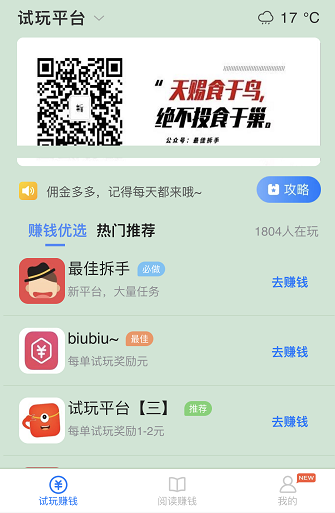 试玩平台
17 °C
“天赐食于鸟,
绝不投食于巢。
公众号:最佳拆手
佣金多多,记得每天都来哦~
攻略
赚钱优选 热门推荐 1804人在玩
最佳拆手 必做
新平台,大量任务
去赚钱
biubiu~ 最佳
每单试玩奖励元
去赚钱
试玩平台【三】 推荐
每单试玩奖励1-2元
去赚钱
NEW
试玩赚钱 阅读赚钱 我的